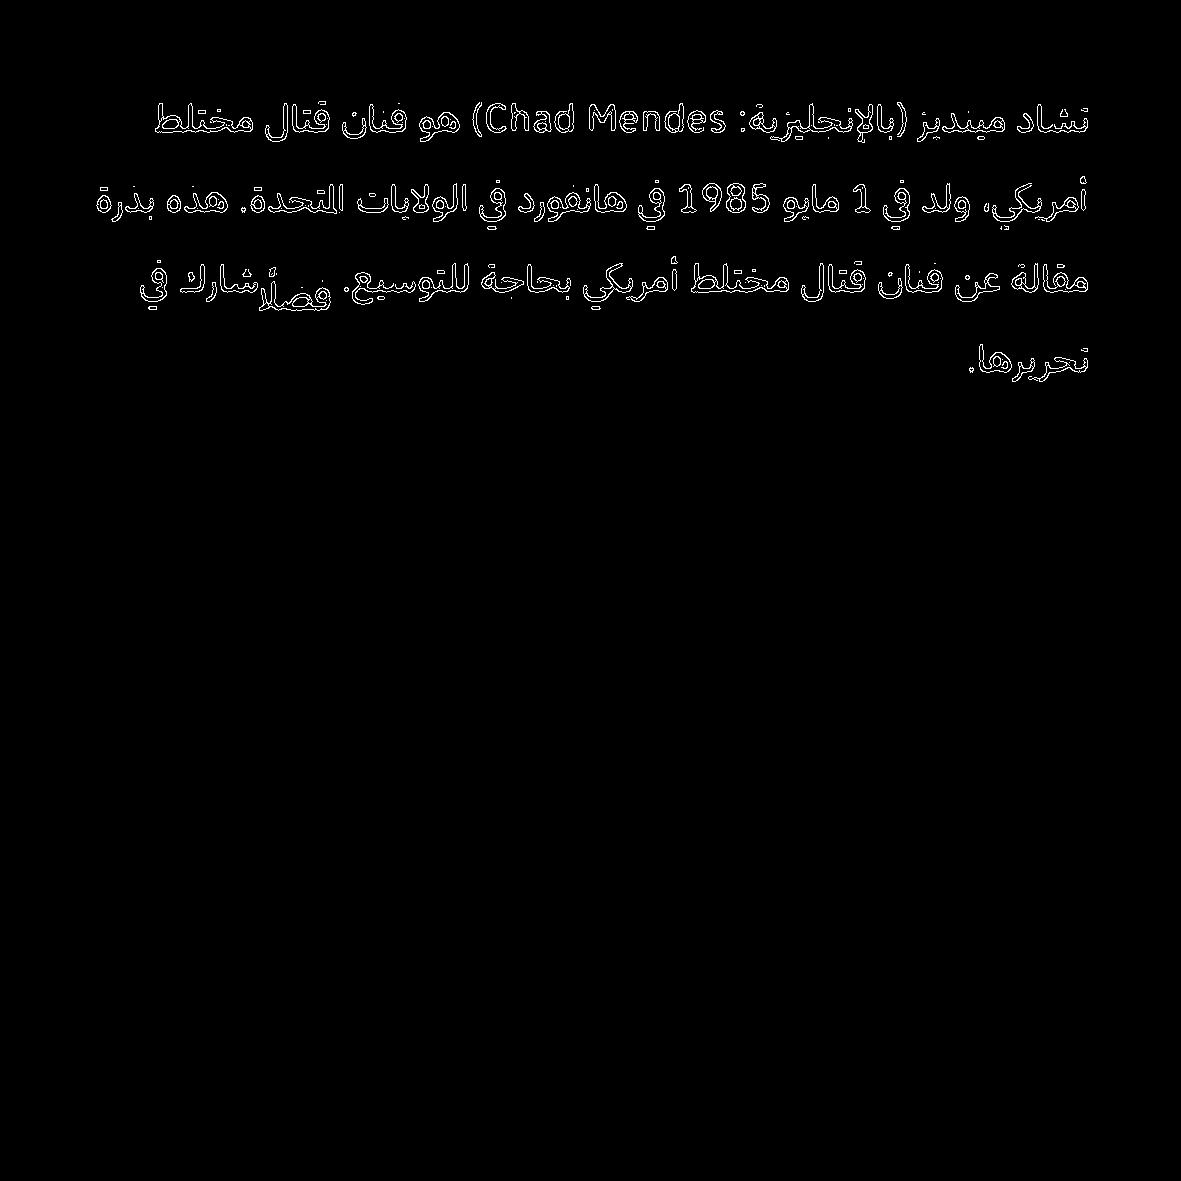 تشاد مينديز (بالإنجليزية: Chad Mendes) هو فنان قتال مختلط
أمريكي، ولد في 1 مايو 1985 في هانفورد في الولايات المتحدة. هذه بذرة
مقالة عن فنان قتال مختلط أمريكي بحاجة للتوسيع. فضلًا شارك في
تحريرها.